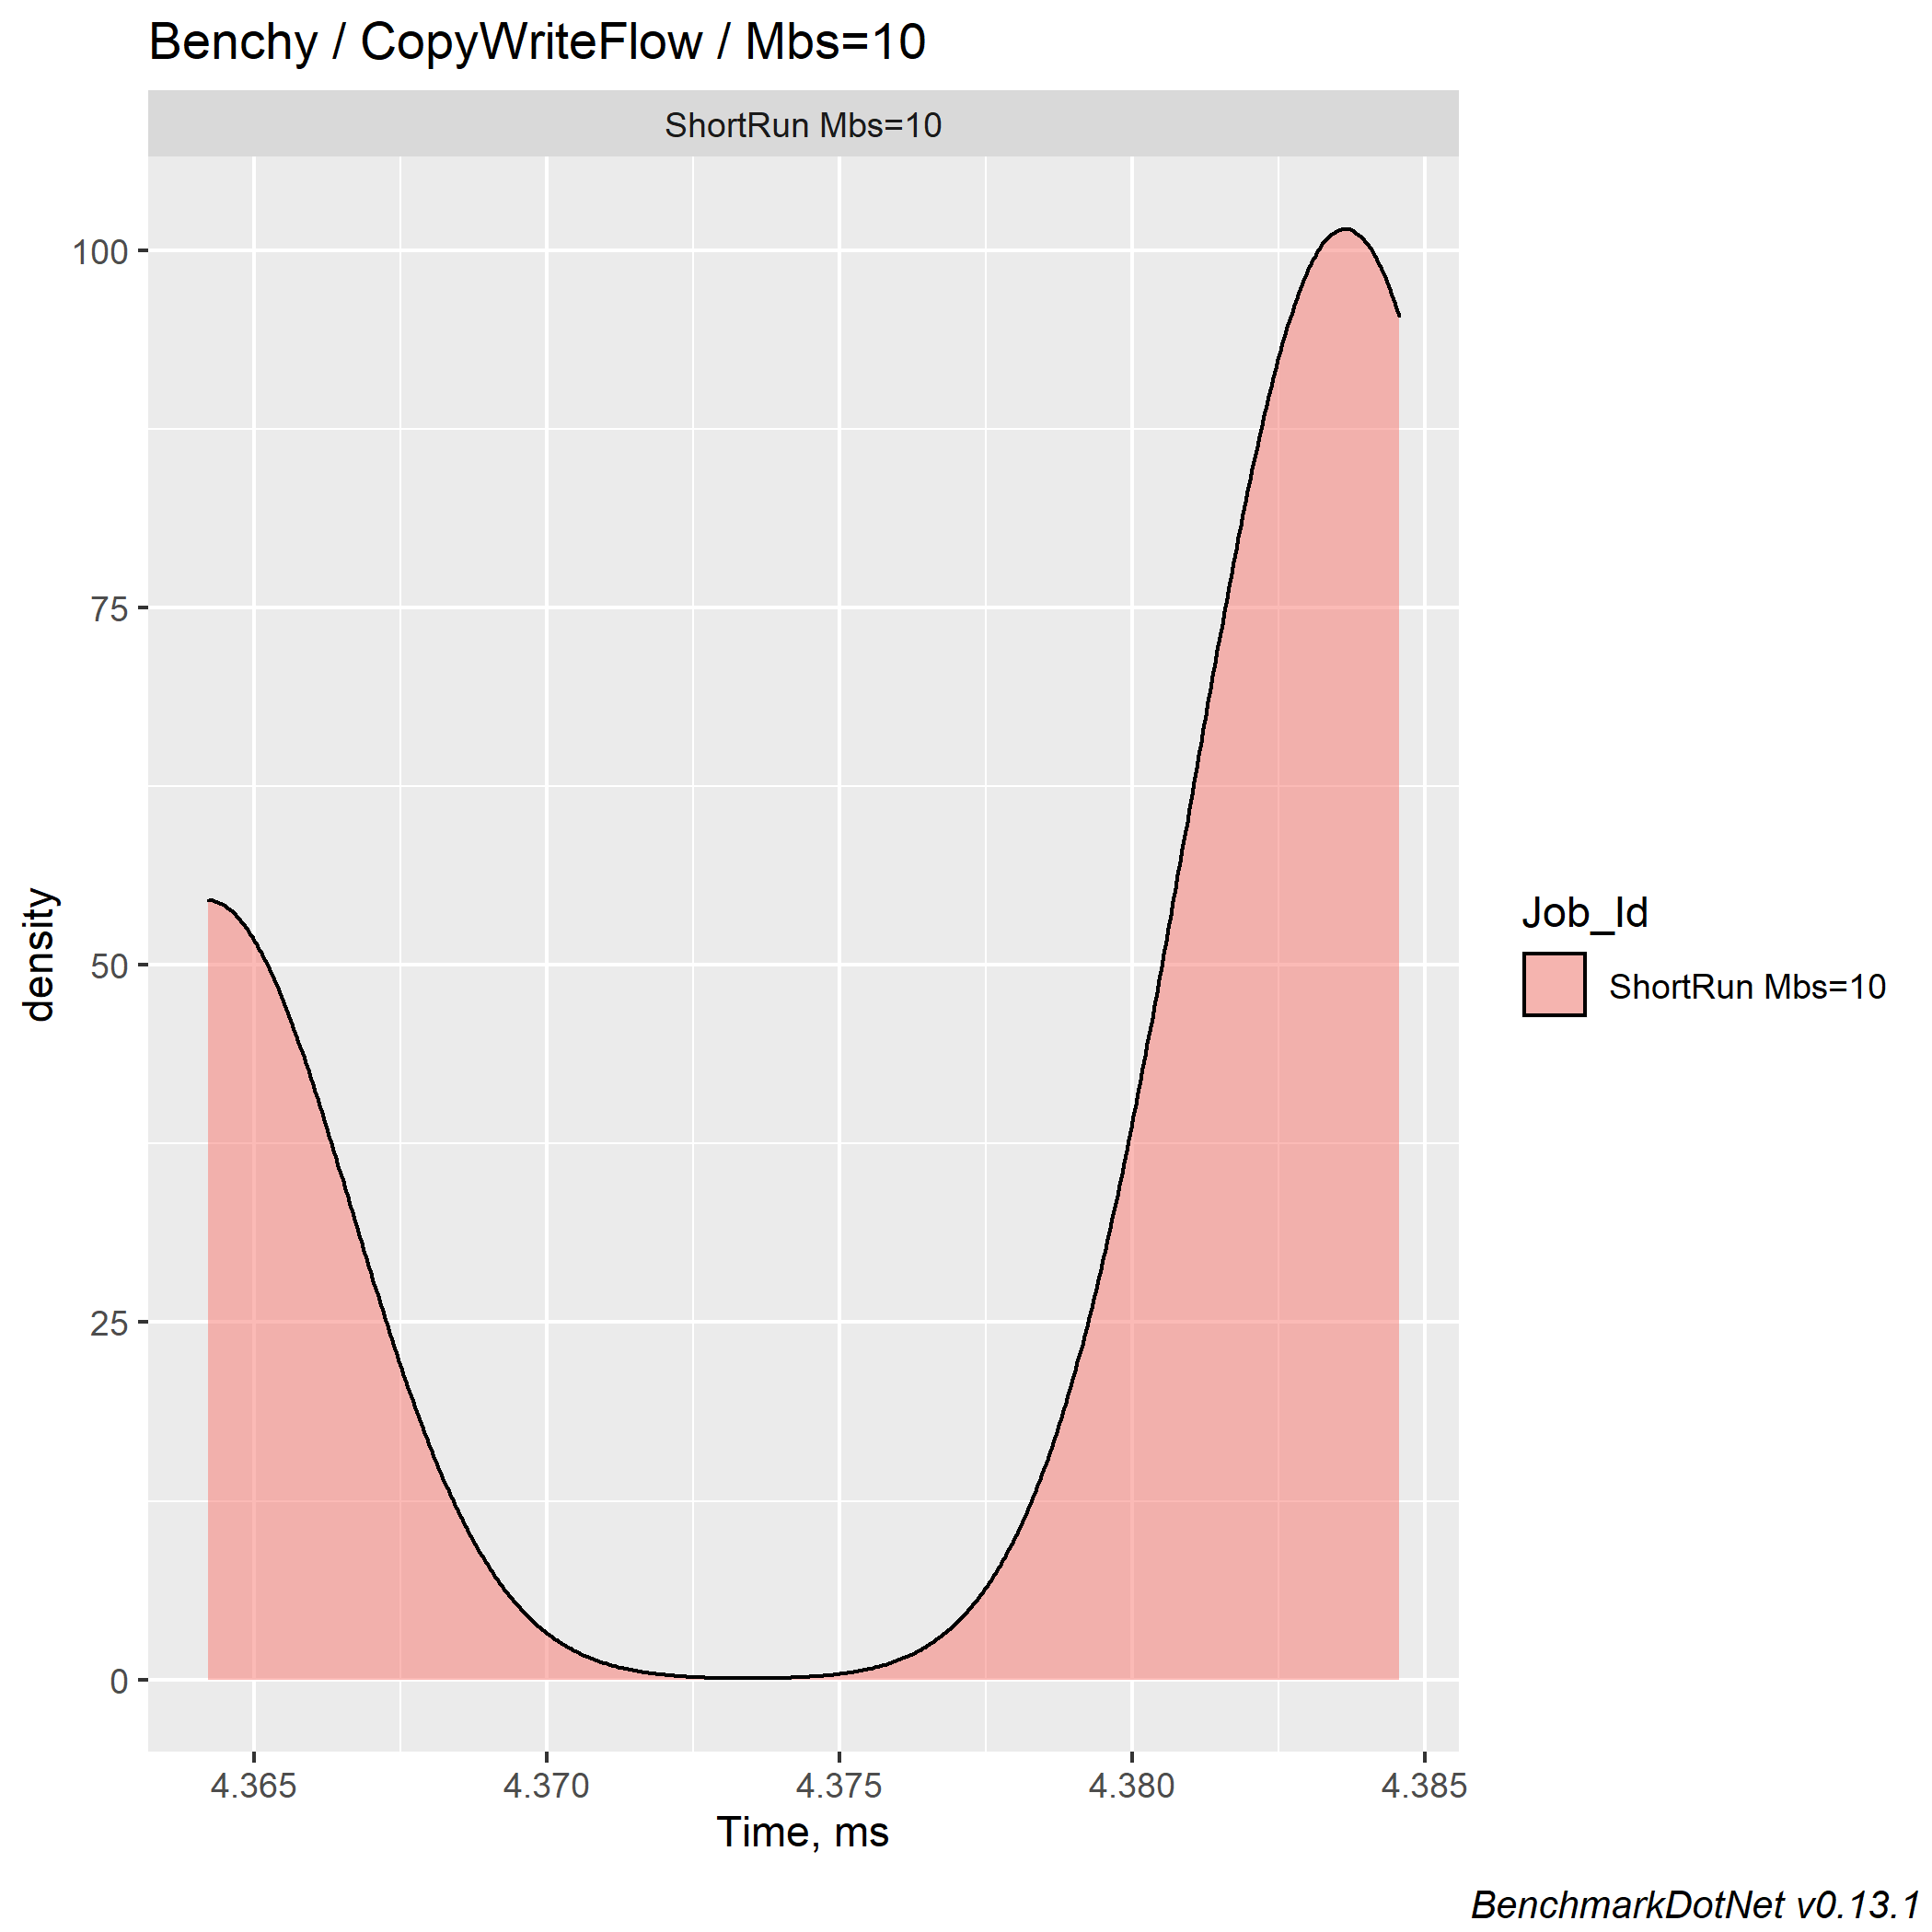 Benchy / CopyWriteFlow / Mbs=10
ShortRun Mbs=10
100
75
50
25
0
density
4.365 4.370 4.375 4.380 4.385
Time, ms
Job_Id
ShortRun Mbs=10
BenchmarkDotNet v0.13.1